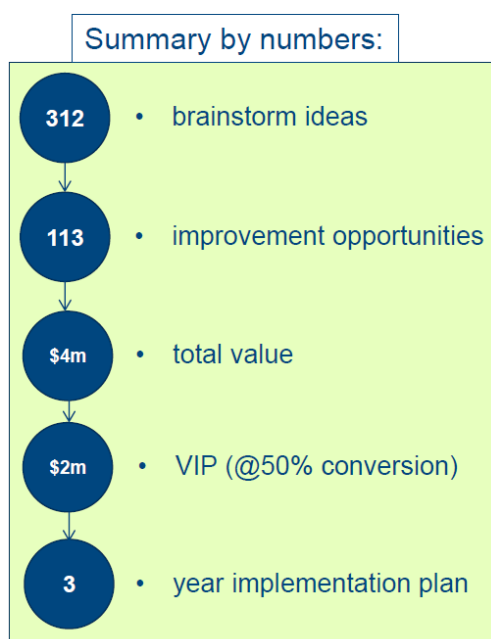 Summary by numbers:
312 • brainstorm ideas
113 • improvement opportunities
$4m • total value
$2m • VIP (@50% conversion)
3 • year implementation plan